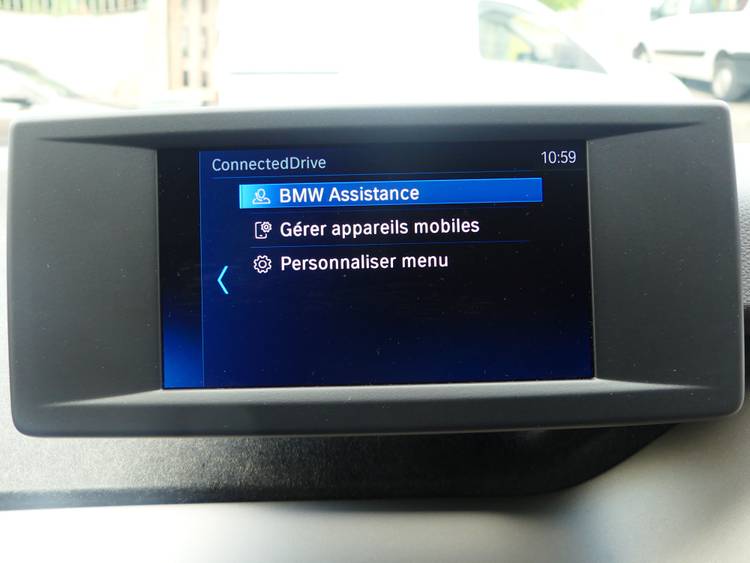 ConnectedDrive
10:59
BMW Assistance
Gérer appareils mobiles
Personnaliser menu